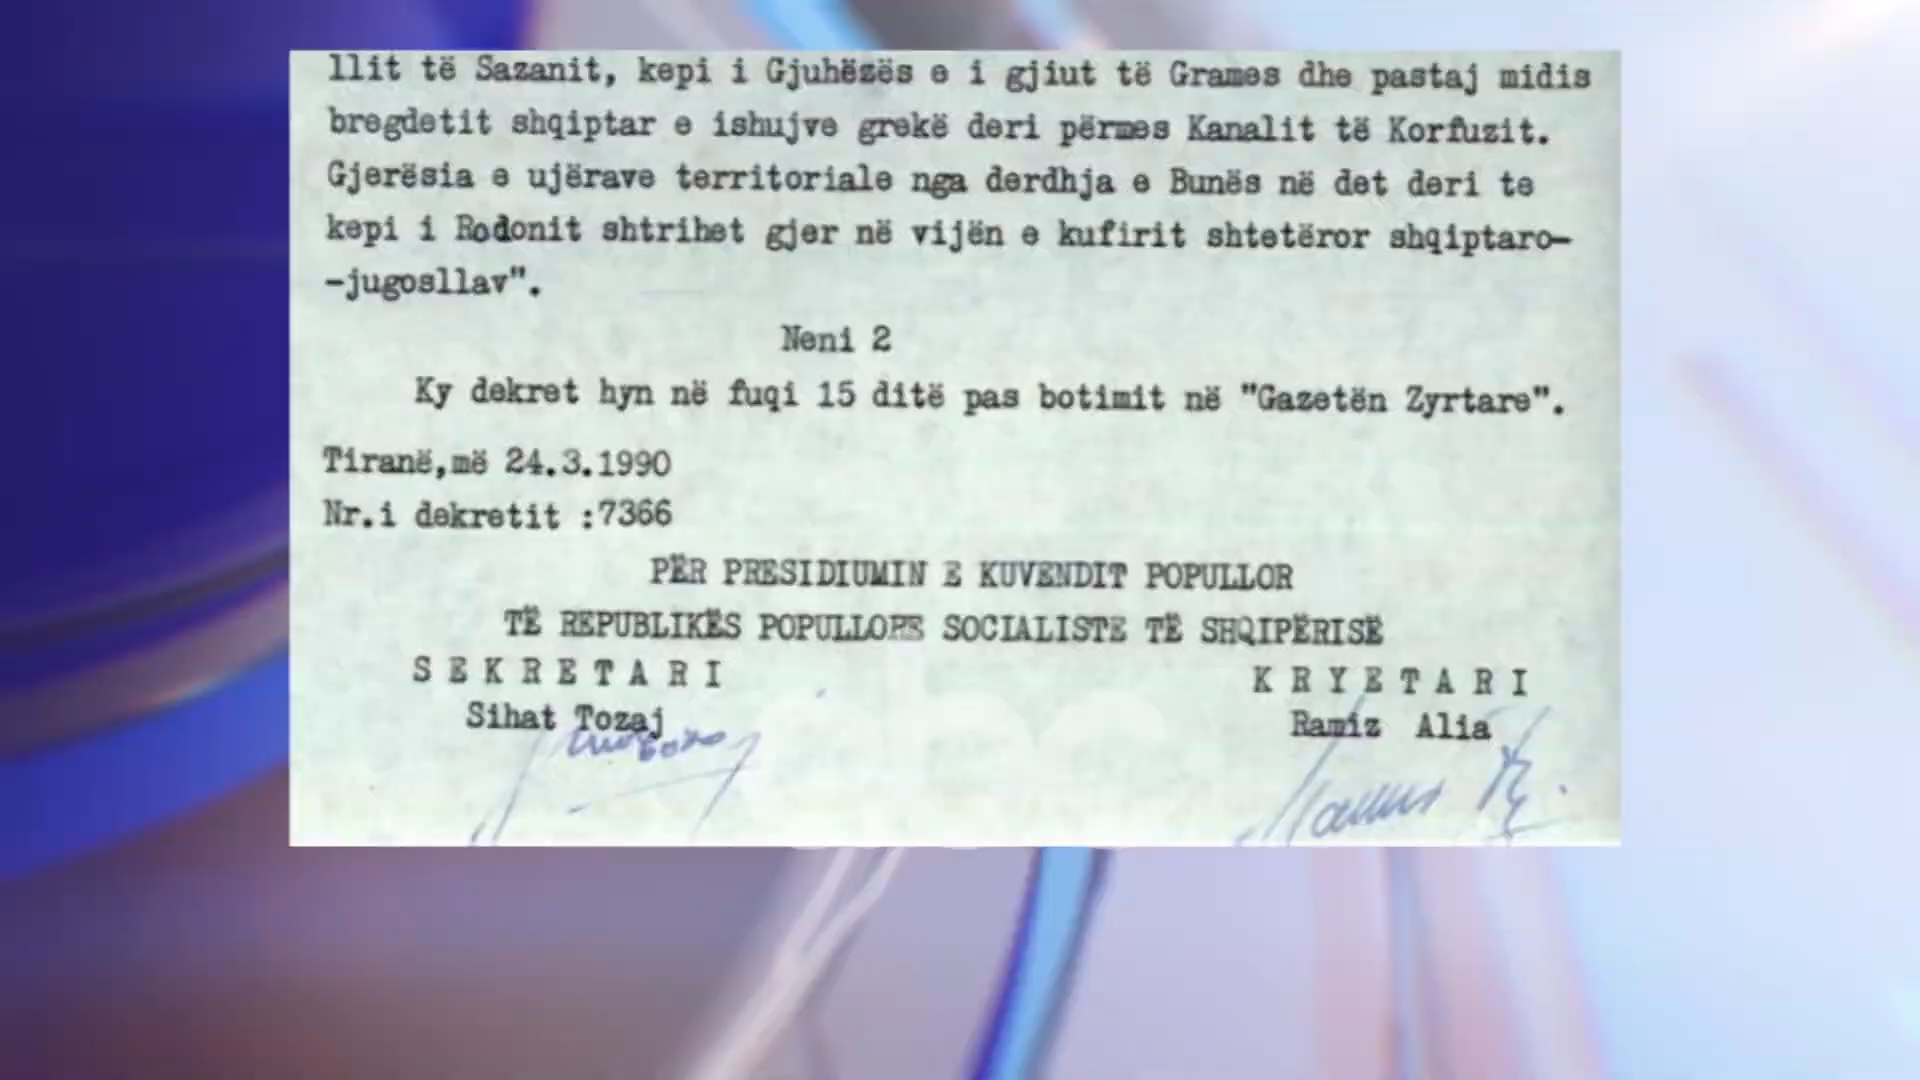 llit të Sazanit, kepi i Gjuhëzës e i gjiut të Grames dhe pastaj midis
bregdetit shqiptar e ishujve grekë deri përmes Kanalit të Korfuzit.
Gjerësia e ujërave territoriale nga derdhja e Bunës në det deri te
kepi i Rodonit shtrihet gjer në vijën e kufirit shtetëror shqiptaro-
-jugosllav".
Neni 2
Ky dekret hyn në fuqi 15 ditë pas botimit në "Gazetën Zyrtare".
Tiranë,më 24.3.1990
Nr.i dekretit :7366
PËR PRESIDIUMIN E KUVENDIT POPULLOR
TË REPUBLIKËS POPULLORE SOCIALISTE TË SHQIPËRISË
SEKRETARI
Sihat Tozaj
KRYETARI
Ramiz Alia